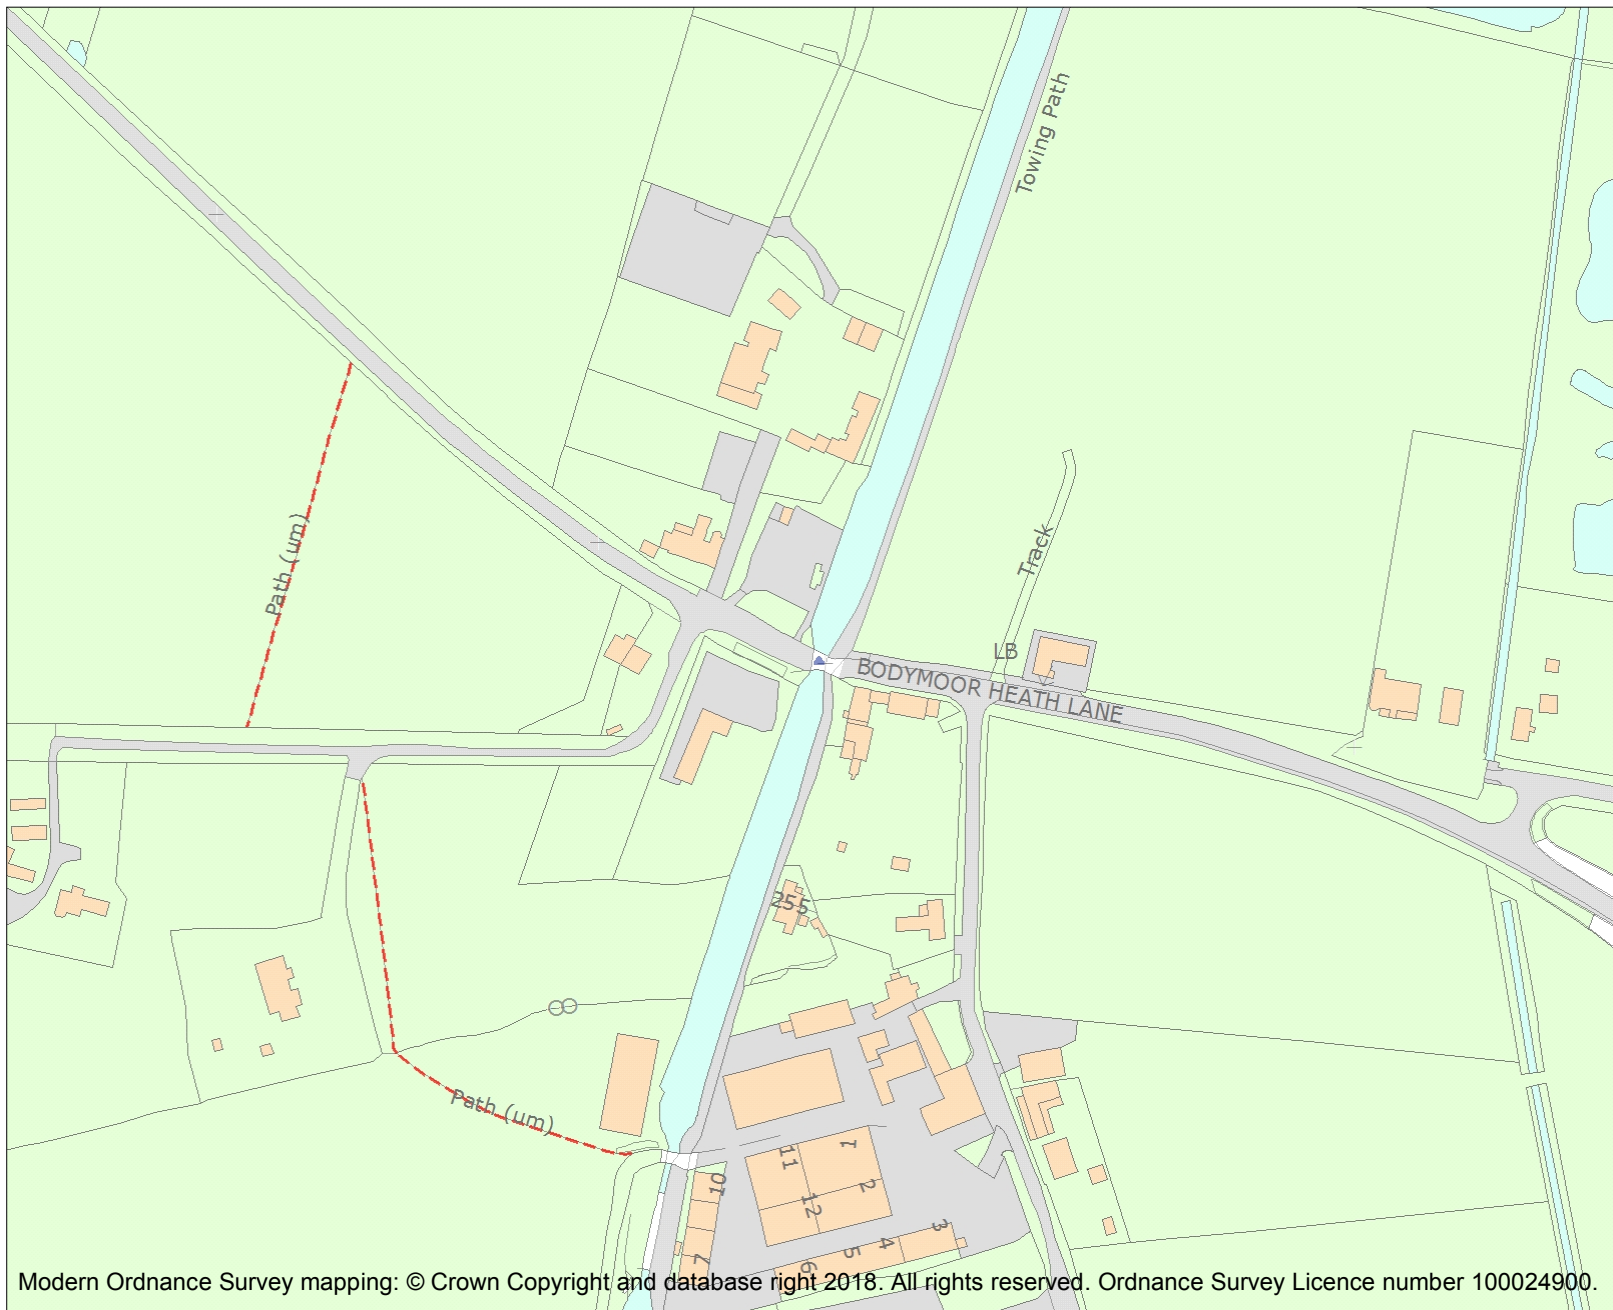 Towing Path
Path (um)
Track
LB
BODYMOOR HEATH LANE
255
Path (um)
1
11
2
12
10
3
4
5
6
7
Modern Ordnance Survey mapping: © Crown Copyright and database right 2018. All rights reserved. Ordnance Survey Licence number 100024900.